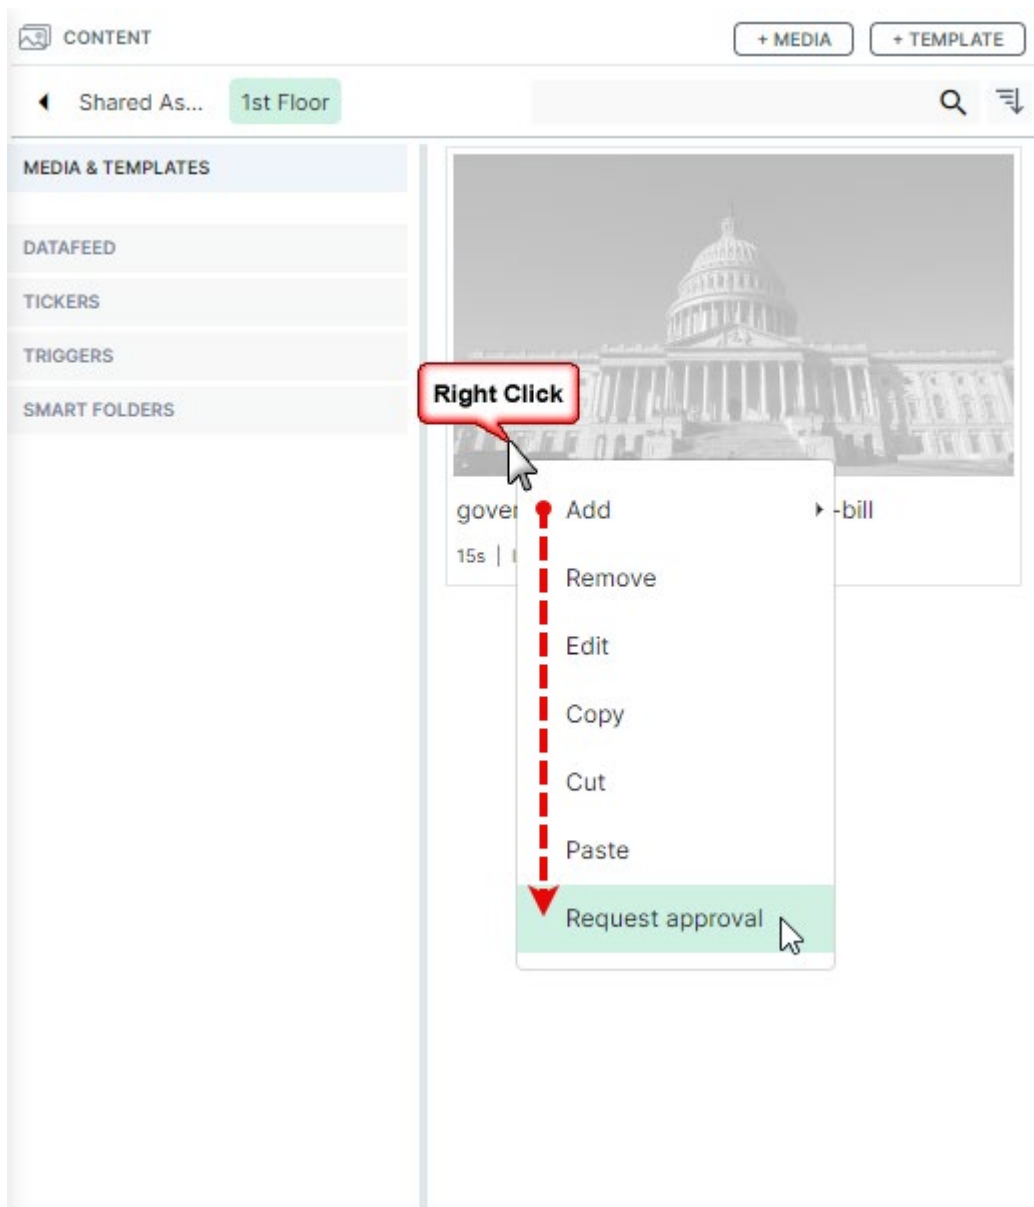 CONTENT + MEDIA + TEMPLATE
Shared As... 1st Floor
MEDIA & TEMPLATES
DATAFEED
TICKERS
TRIGGERS
SMART FOLDERS
Right Click
-bill
15s |
Add
Remove
Edit
Copy
Cut
Paste
Request approval